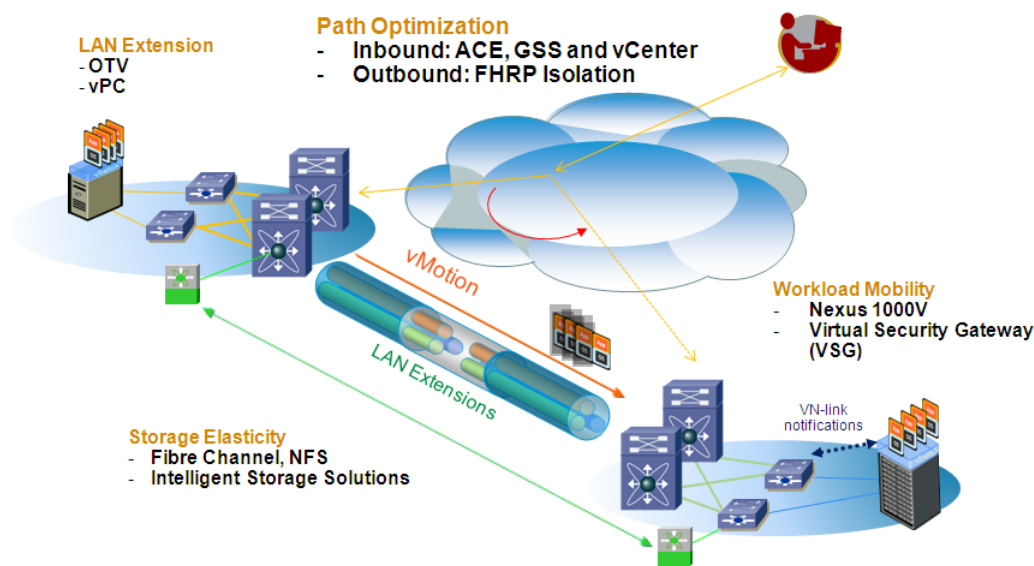 Path Optimization
- Inbound: ACE, GSS and vCenter
- Outbound: FHRP Isolation
LAN Extension
- OTV
- vPC
vMotion
LAN Extensions
Workload Mobility
- Nexus 1000V
- Virtual Security Gateway
(VSG)
VN-link
notifications
Storage Elasticity
- Fibre Channel, NFS
- Intelligent Storage Solutions